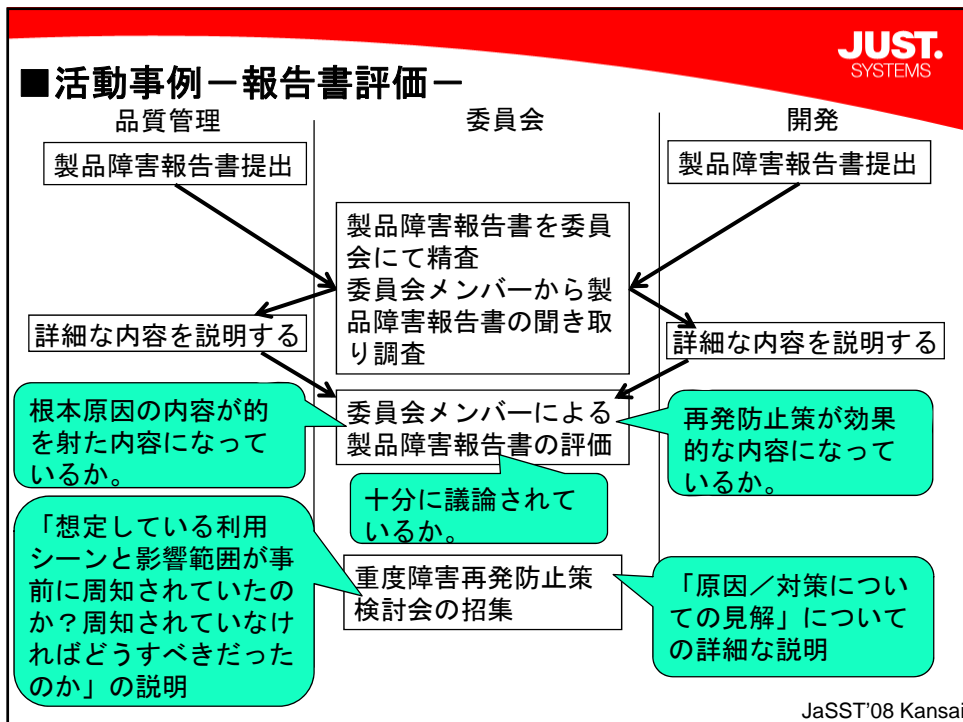 JUST.
SYSTEMS
■活動事例－報告書評価－
品質管理
委員会
開発
製品障害報告書提出
製品障害報告書提出
製品障害報告書を委員
会にて精査
委員会メンバーから製
品障害報告書の聞き取
り調査
詳細な内容を説明する
詳細な内容を説明する
根本原因の内容が的
を射た内容になって
いるか。
委員会メンバーによる
製品障害報告書の評価
再発防止策が効果
的な内容になって
いるか。
十分に議論されて
いるか。
「想定している利用
シーンと影響範囲が事
前に周知されていたの
か？周知されていなけ
ればどうすべきだった
のか」の説明
重度障害再発防止策
検討会の招集
「原因／対策につい
ての見解」について
の詳細な説明
JaSST'08 Kansai